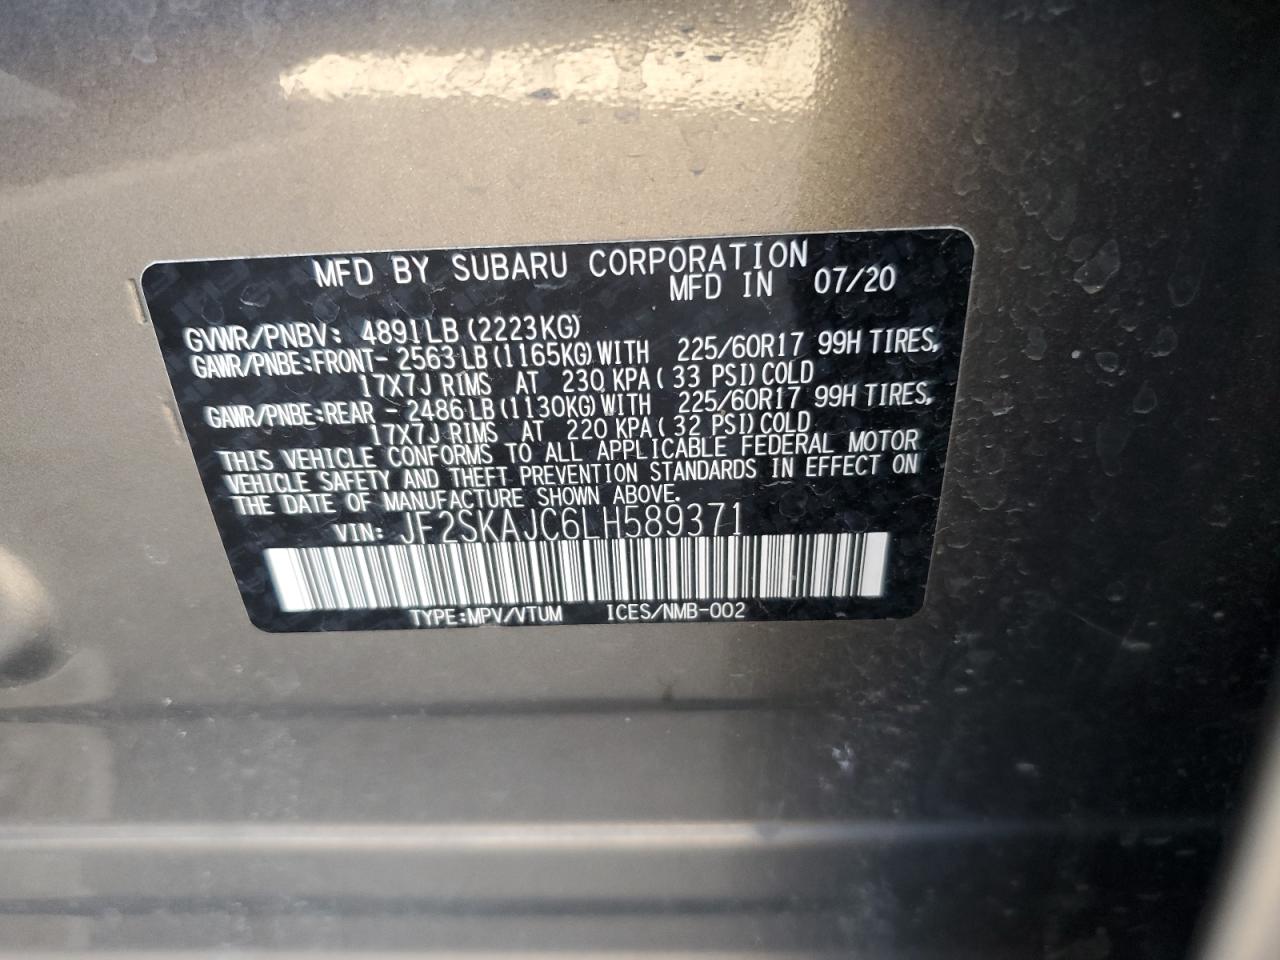 MFD BY SUBARU CORPORATION
MFD IN 07/20
GVWR/PNBV: 4891LB (2223KG)
GAWR/PNBE:FRONT- 2563 LB (1165KG) WITH 225/60R17 99H TIRES,
17X7J RIMS AT 230 KPA ( 33 PSI) COLD
GAWR/PNBE:REAR - 2486 LB (1130KG) WITH 225/60R17 99H TIRES,
17X7J RIMS AT 220 KPA ( 32 PSI) COLD
THIS VEHICLE CONFORMS TO ALL APPLICABLE FEDERAL MOTOR
VEHICLE SAFETY AND THEFT PREVENTION STANDARDS IN EFFECT ON
THE DATE OF MANUFACTURE SHOWN ABOVE.
VIN: JF2SKAJC6LH589371
TYPE:MPV/VTUM ICES/NMB-002